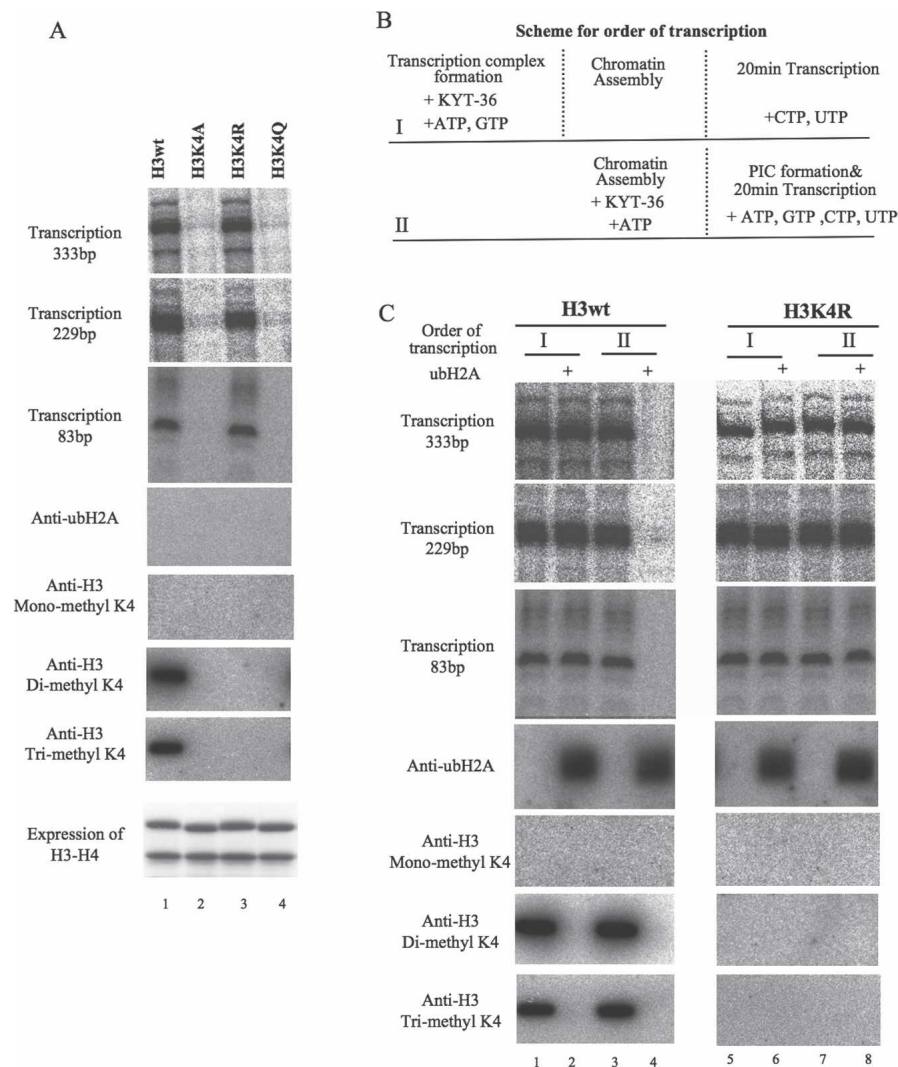 A
H3wt
H3K4A
H3K4R
H3K4Q
Transcription
333bp
Transcription
229bp
Transcription
83bp
Anti-ubH2A
Anti-H3
Mono-methyl K4
Anti-H3
Di-methyl K4
Anti-H3
Tri-methyl K4
Expression of
H3-H4
1 2 3 4
B
Scheme for order of transcription
Transcription complex
formation
+ KYT-36
+ATP, GTP
Chromatin
Assembly
20min Transcription
+CTP, UTP
I
Chromatin
Assembly
+ KYT-36
+ATP
PIC formation&
20min Transcription
+ ATP, GTP ,CTP, UTP
II
C
H3wt H3K4R
Order of
transcription
I II I II
ubH2A + + + +
Transcription
333bp
Transcription
229bp
Transcription
83bp
Anti-ubH2A
Anti-H3
Mono-methyl K4
Anti-H3
Di-methyl K4
Anti-H3
Tri-methyl K4
1 2 3 4 5 6 7 8